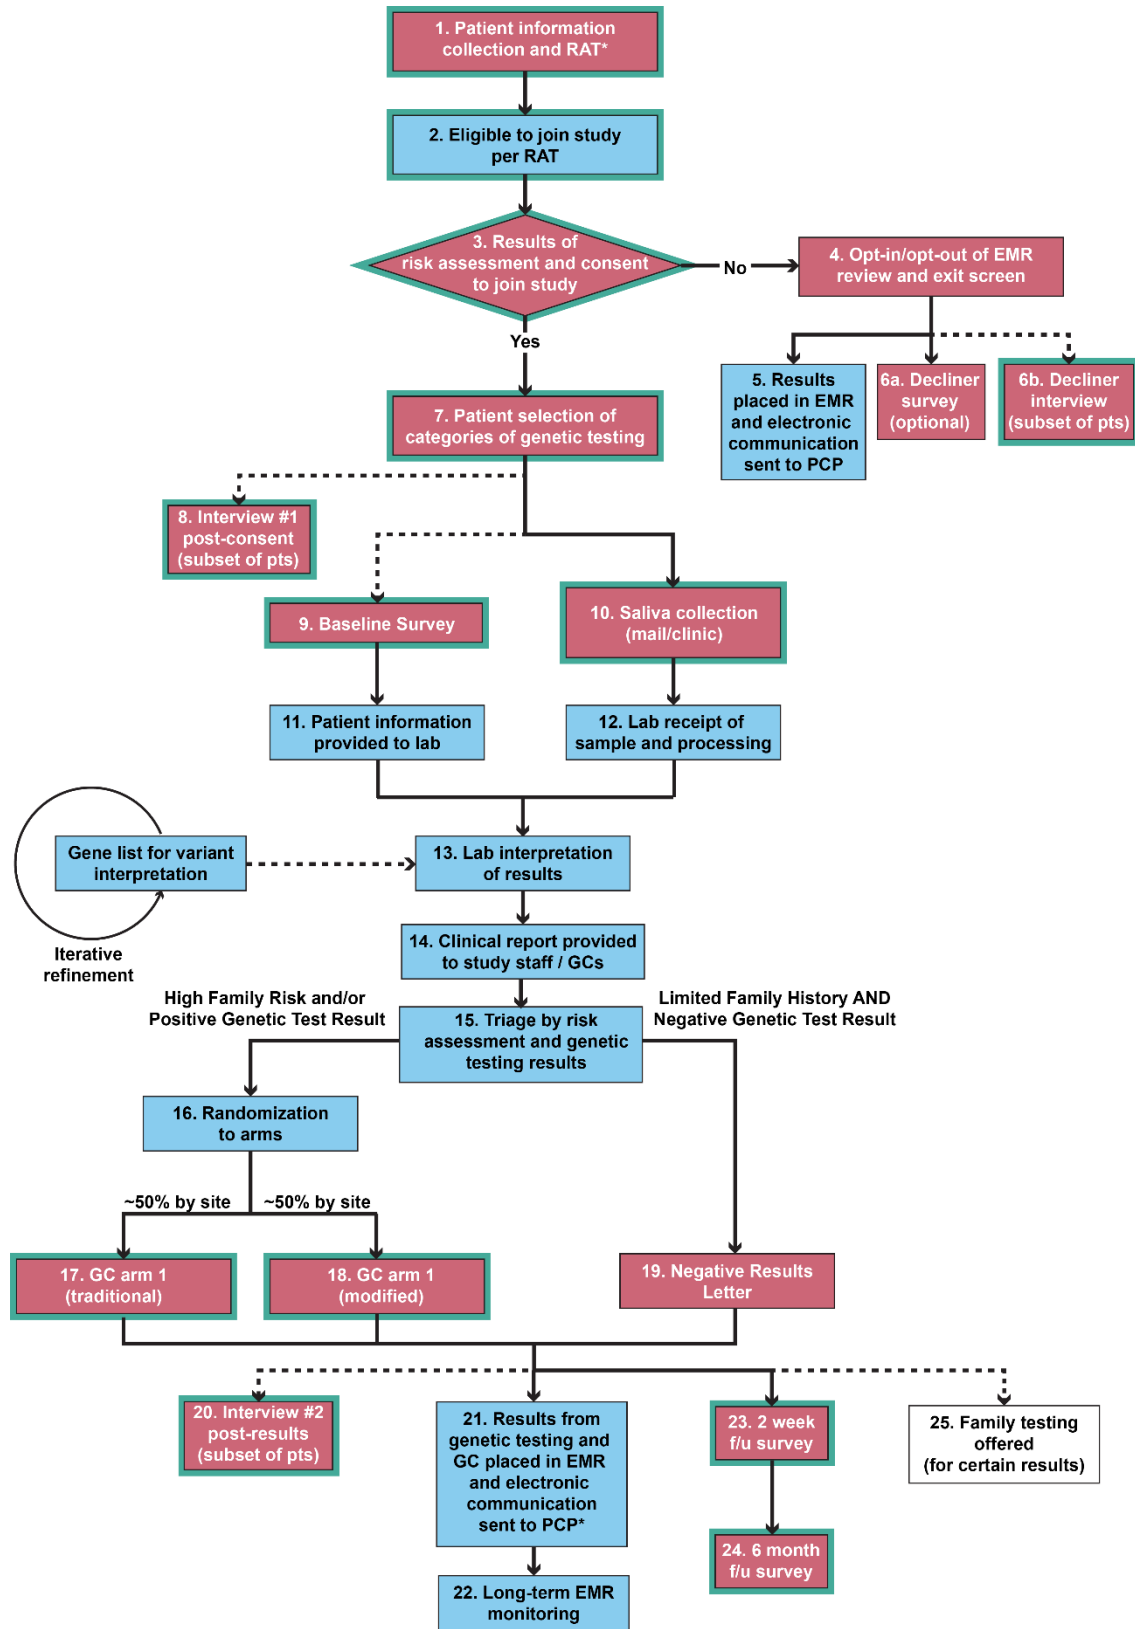 1. Patient information
collection and RAT*
2. Eligible to join study
per RAT
3. Results of
risk assessment and consent
to join study
No
4. Opt-in/opt-out of EMR
review and exit screen
Yes
5. Results
placed in EMR
and electronic
communication
sent to PCP
6a. Decliner
survey
(optional)
6b. Decliner
interview
(subset of pts)
7. Patient selection of
categories of genetic testing
8. Interview #1
post-consent
(subset of pts)
9. Baseline Survey
10. Saliva collection
(mail/clinic)
11. Patient information
provided to lab
12. Lab receipt of
sample and processing
Gene list for variant
interpretation
Iterative
refinement
13. Lab interpretation
of results
14. Clinical report provided
to study staff / GCs
High Family Risk and/or
Positive Genetic Test Result
Limited Family History AND
Negative Genetic Test Result
15. Triage by risk
assessment and genetic
testing results
16. Randomization
to arms
~50% by site
~50% by site
17. GC arm 1
(traditional)
18. GC arm 1
(modified)
19. Negative Results
Letter
20. Interview #2
post-results
(subset of pts)
21. Results from
genetic testing and
GC placed in EMR
and electronic
communication
sent to PCP*
22. Long-term EMR
monitoring
23. 2 week
f/u survey
24. 6 month
f/u survey
25. Family testing
offered
(for certain results)